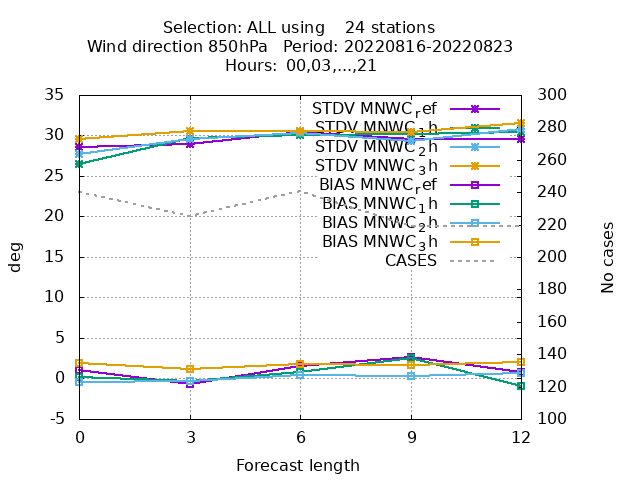 Selection: ALL using    24 stations
Wind direction 850hPa   Period: 20220816-20220823
Hours:  00,03,...,21
35
30
25
20
15
10
5
0
-5
deg
300
280
260
240
220
200
180
160
140
120
100
No cases
STDV MNWC_ref
STDV MNWC_1h
STDV MNWC_2h
STDV MNWC_3h
BIAS MNWC_ref
BIAS MNWC_1h
BIAS MNWC_2h
BIAS MNWC_3h
CASES
0 3 6 9 12
Forecast length